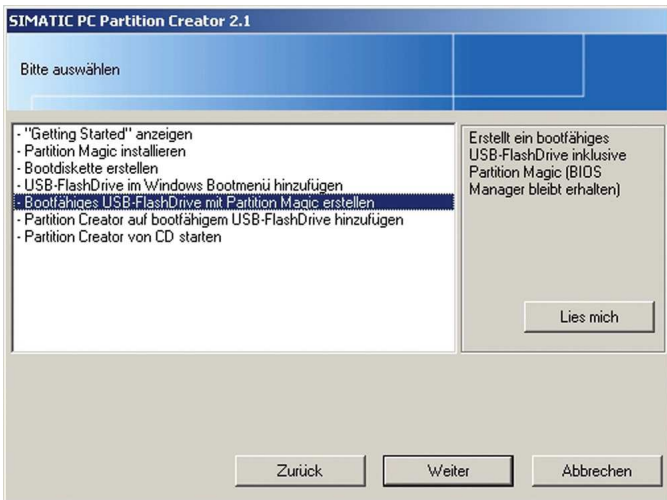 SIMATIC PC Partition Creator 2.1
Bitte auswählen
- "Getting Started" anzeigen
- Partition Magic installieren
- Bootdiskette erstellen
- USB-FlashDrive im Windows Bootmenü hinzufügen
- Bootfähiges USB-FlashDrive mit Partition Magic erstellen
- Partition Creator auf bootfähigem USB-FlashDrive hinzufügen
- Partition Creator von CD starten
Erstellt ein bootfähiges
USB-FlashDrive inklusive
Partition Magic (BIOS
Manager bleibt erhalten)
Lies mich
Zurück
Weiter
Abbrechen